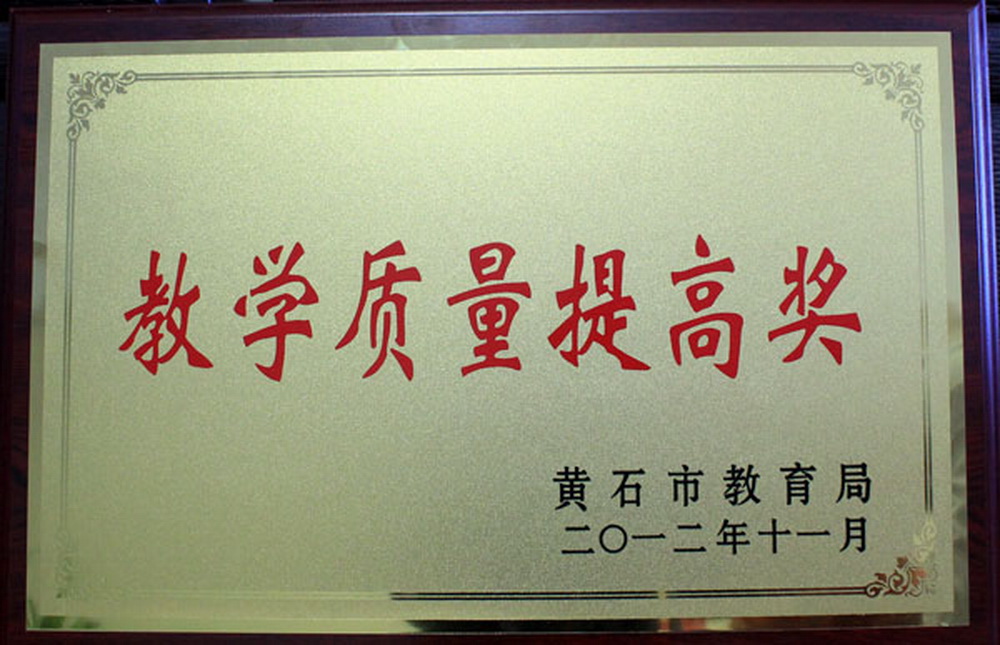 教学质量提高奖
黄石市教育局
二〇一二年十一月